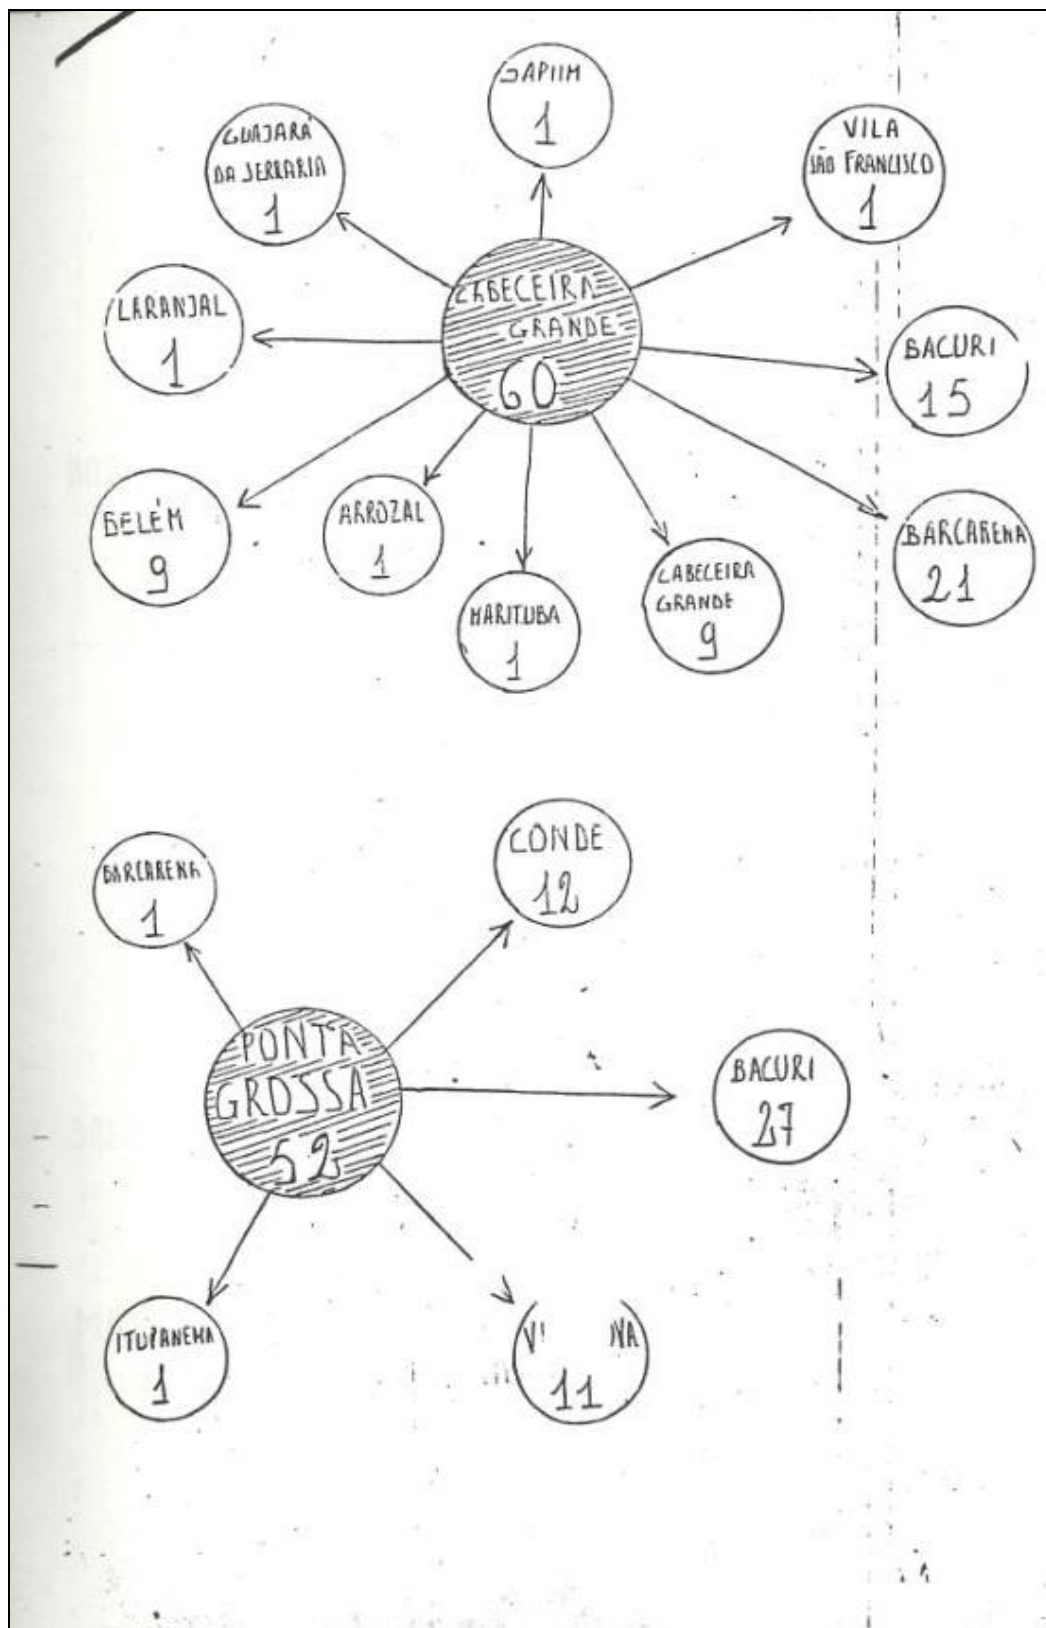 GAPIIM
1
GUAJARÁ
DA SERRARIA
1
VILA
SÃO FRANCISCO
1
LARANJAL
1
CABECEIRA
GRANDE
60
BACURI
15
BELÉM
9
ARROZAL
1
MARITUBA
1
CABECEIRA
GRANDE
9
BARCARENA
21
BARCARENA
1
CONDE
12
PONTA
GROSSA
52
BACURI
27
ITUPANEMA
1
11